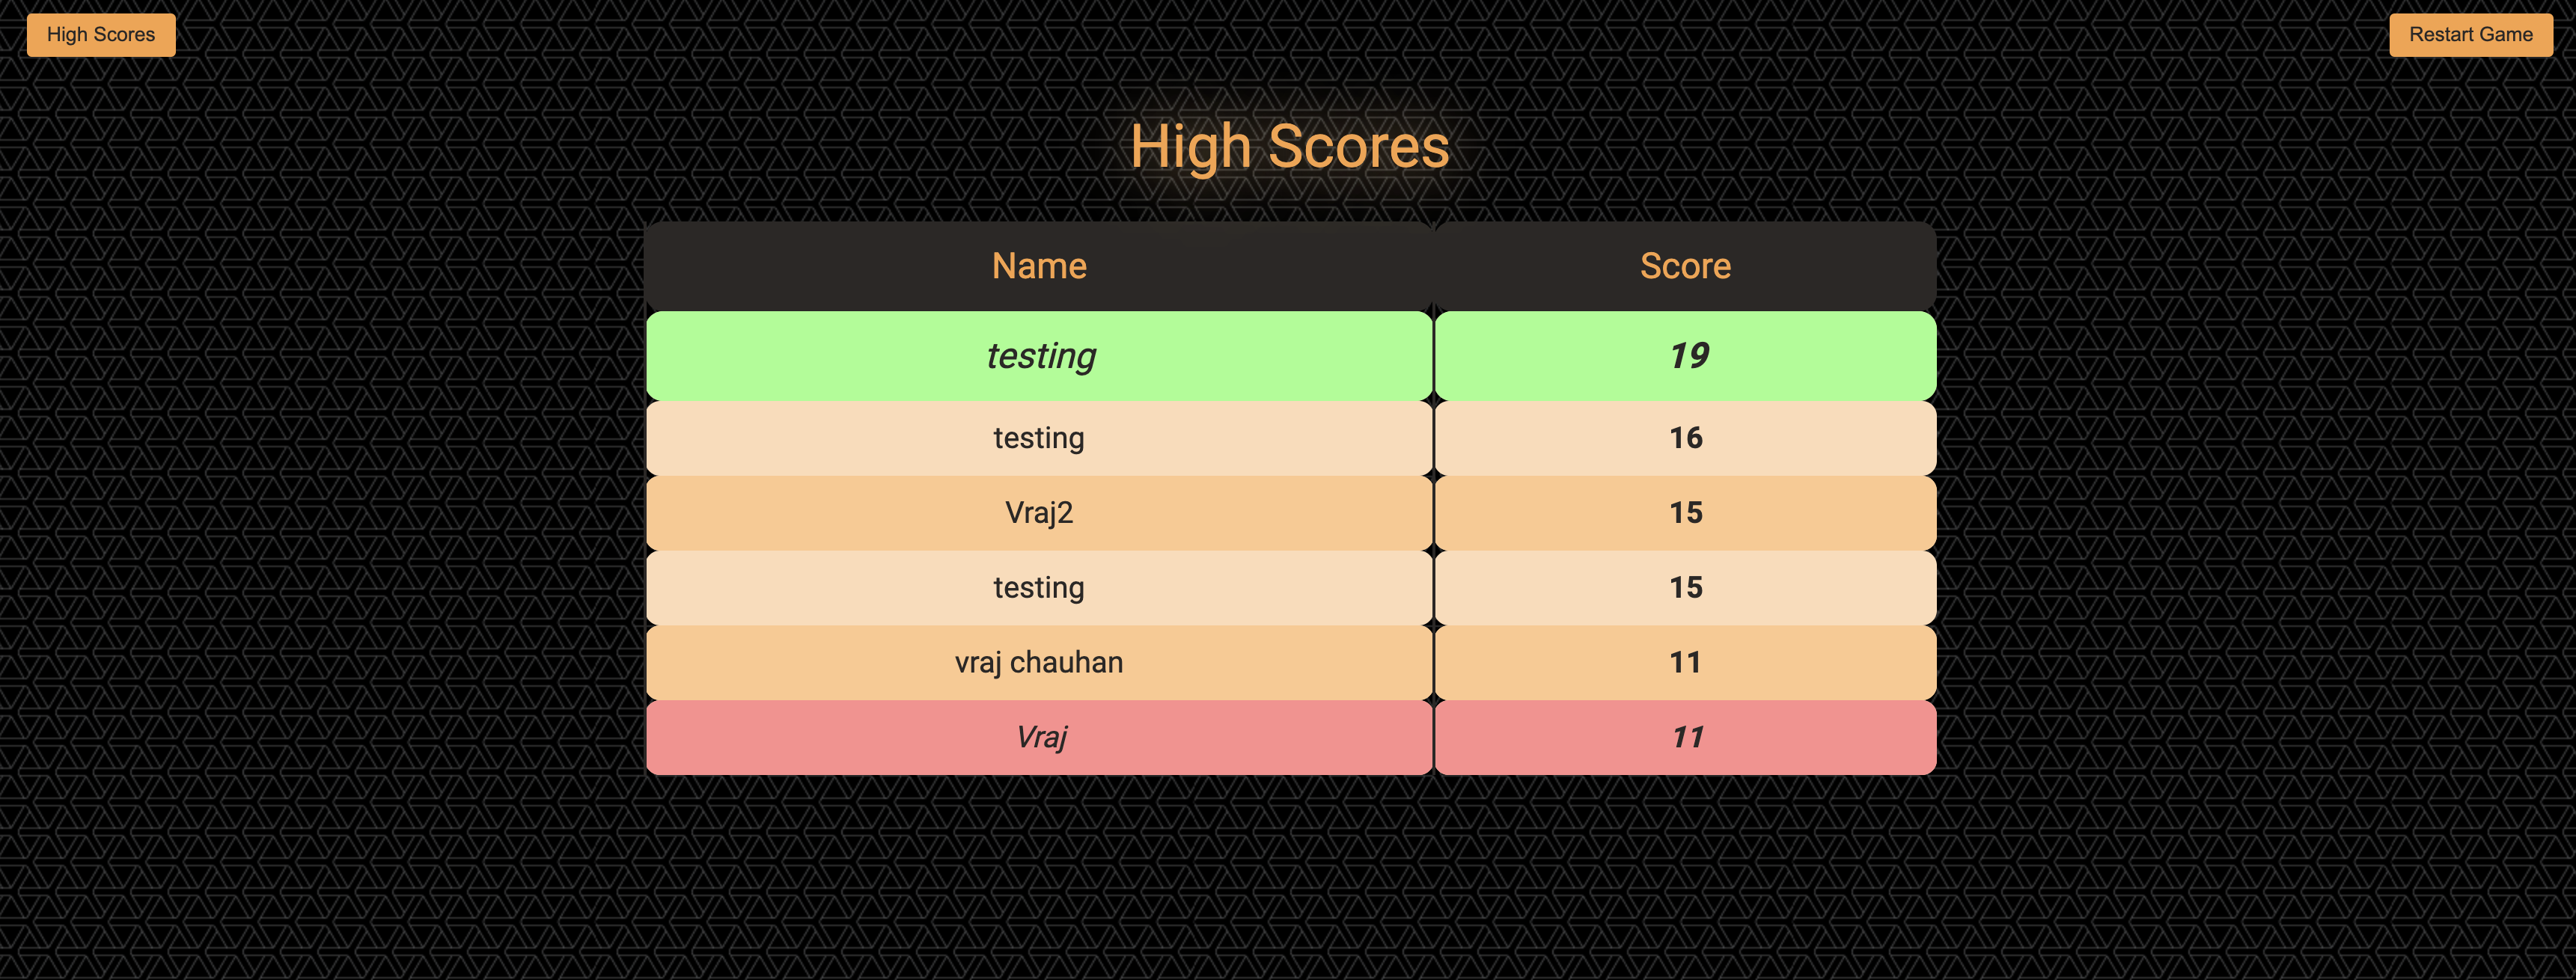 High Scores Restart Game
High Scores
Name Score
testing 19
testing 16
Vraj2 15
testing 15
vraj chauhan 11
Vraj 11